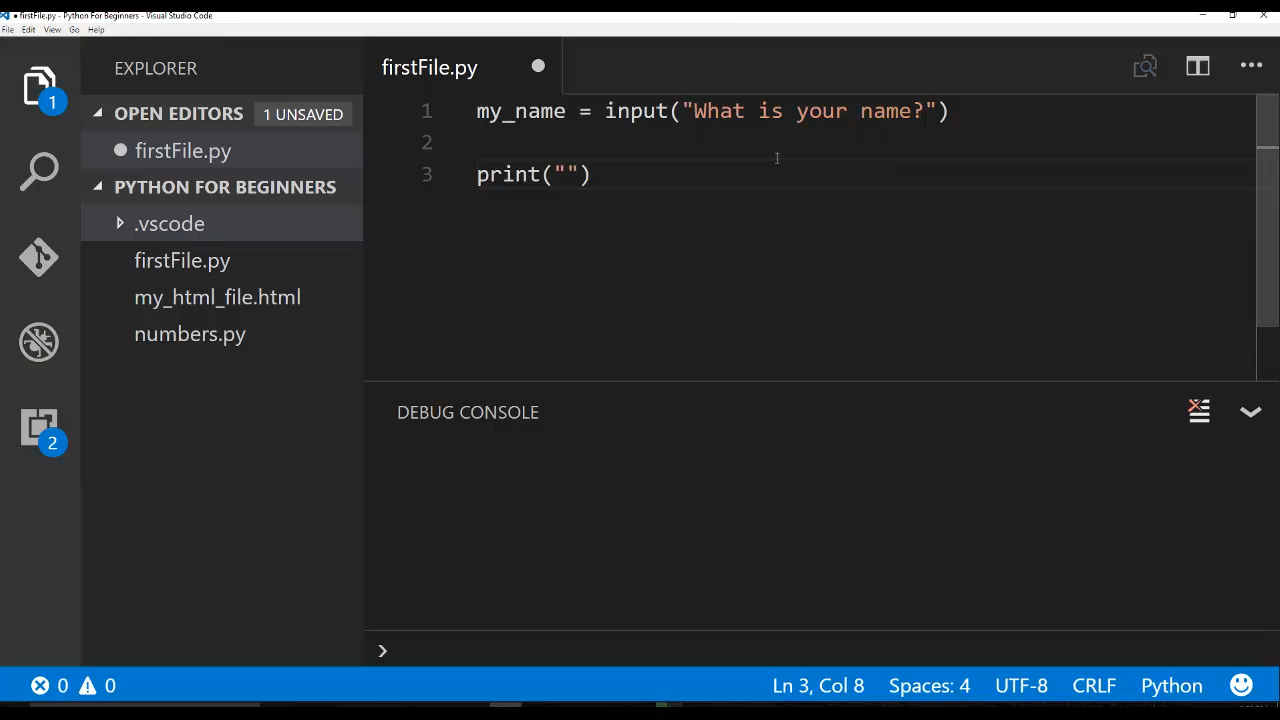 • firstFile.py - Python For Beginners - Visual Studio Code
File Edit View Go Help
EXPLORER
OPEN EDITORS 1 UNSAVED
firstFile.py
PYTHON FOR BEGINNERS
.vscode
firstFile.py
my_html_file.html
numbers.py
1
2
firstFile.py
1 my_name = input("What is your name?")
2
3 print("")
DEBUG CONSOLE
0 0 Ln 3, Col 8 Spaces: 4 UTF-8 CRLF Python